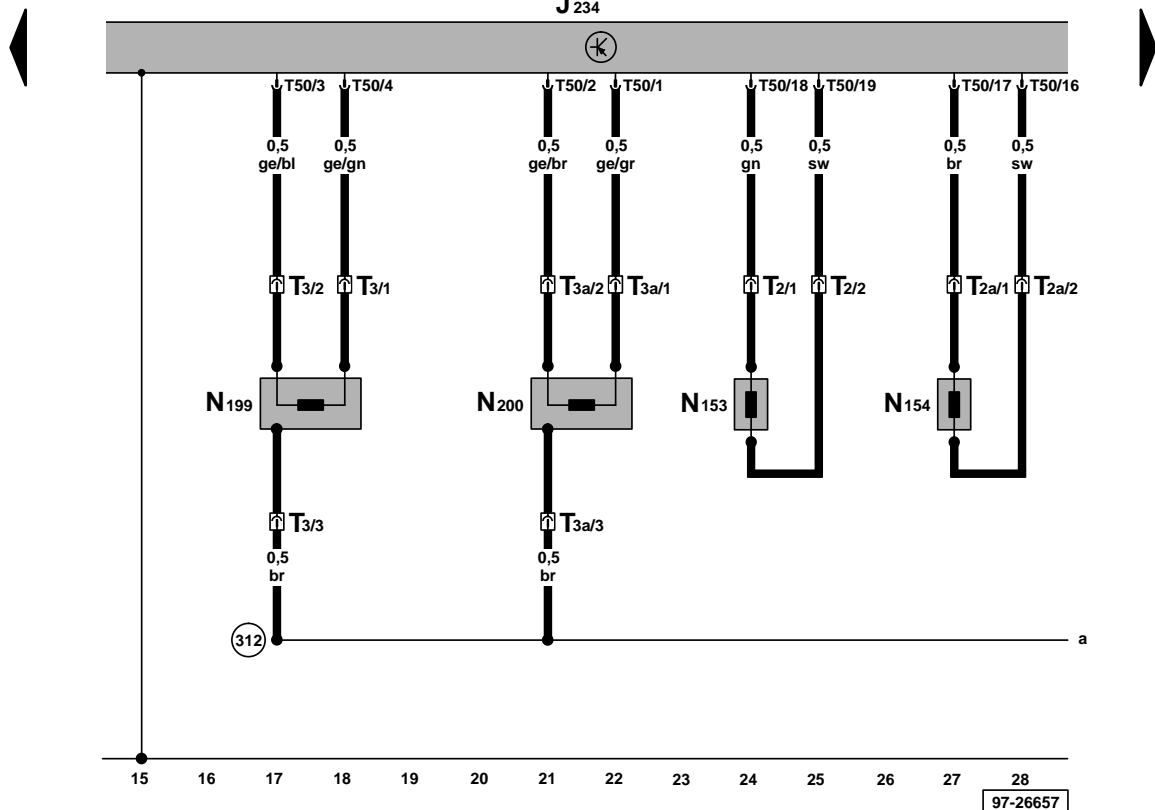 J 234
T50/3 T50/4 T50/2 T50/1 T50/18 T50/19 T50/17 T50/16
0,5 0,5 0,5 0,5 0,5 0,5 0,5 0,5
ge/bl ge/gn ge/br ge/gr gn sw br sw
T3/2 T3/1 T3a/2 T3a/1 T2/1 T2/2 T2a/1 T2a/2
N199 N200 N153 N154
T3/3 T3a/3
0,5 0,5
br br
312 a
15 16 17 18 19 20 21 22 23 24 25 26 27 28
97-26657